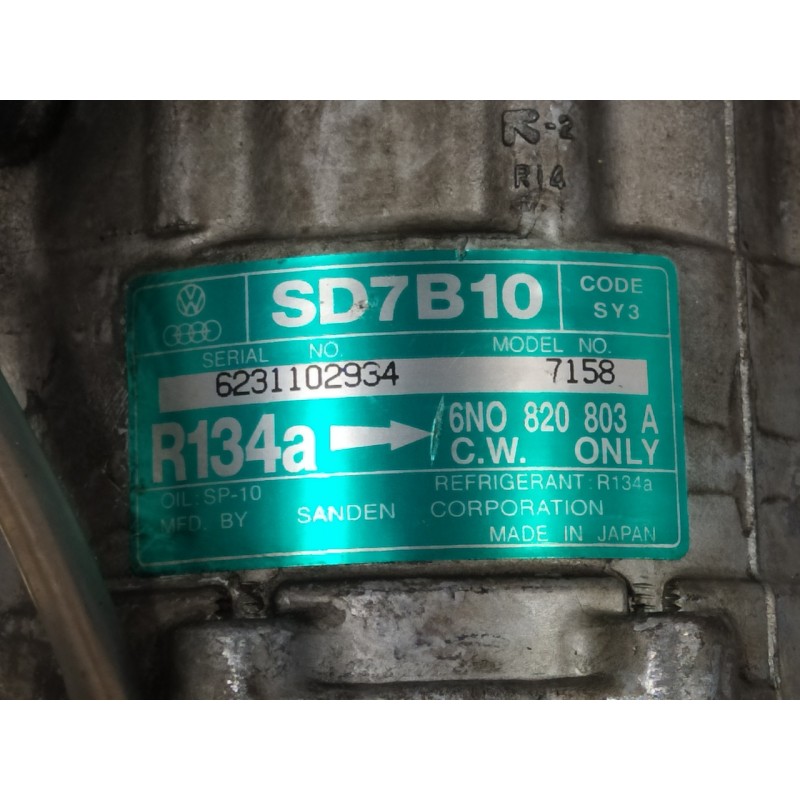 R-2
R14
SD7B10
CODE
SY3
SERIAL NO.
MODEL NO.
6231102934
7158
R134a
6N0 820 803 A
C.W. ONLY
OIL: SP-10
REFRIGERANT: R134a
MFD. BY SANDEN CORPORATION
MADE IN JAPAN